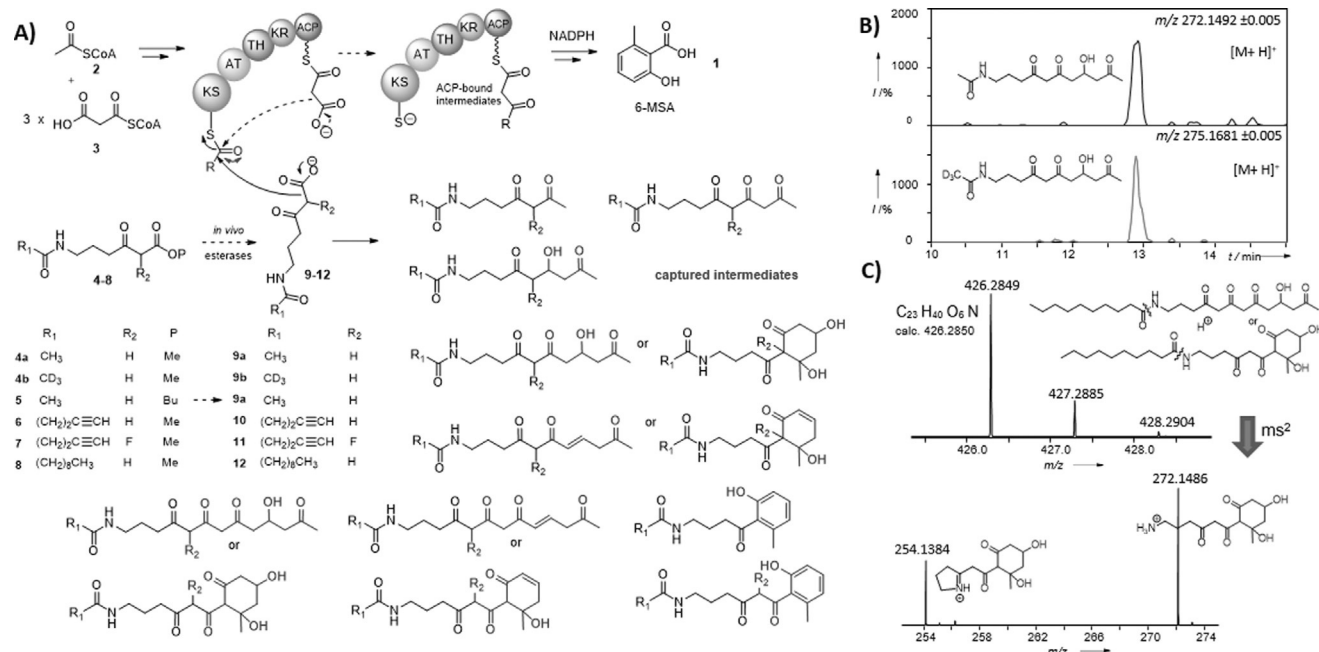 A)
SCoA
2
+
3 x
HO
SCoA
3
KS
AT
TH
KR
ACP
S
S
R
O
KS
AT
TH
KR
ACP
S
S
ACP-bound
intermediates
R
NADPH
OH
OH
1
6-MSA
R1
H
N
O
O
O
OP
R2
4-8
in vivo
esterases
O
O
R2
O
HN
O
R1
9-12
captured intermediates
R1 R2 P R1 R2
4a CH3 H Me 9a CH3 H
4b CD3 H Me 9b CD3 H
5 CH3 H Bu 9a CH3 H
6 (CH2)2C≡CH H Me 10 (CH2)2C≡CH H
7 (CH2)2C≡CH F Me 11 (CH2)2C≡CH F
8 (CH2)8CH3 H Me 12 (CH2)8CH3 H
or
or
or
or
B)
2000
1000
0
I /%
m/z 272.1492 ±0.005
[M+ H]+
m/z 275.1681 ±0.005
[M+ H]+
D3C
1000
0
I /%
10 11 12 13 14 t / min
C)
426.2849
C23 H40 O6 N
calc. 426.2850
H
or
427.2885
428.2904
426.0 427.0 428.0
m/z
ms2
272.1486
H3N
254.1384
NH
254 258 262 266 270 274
m/z